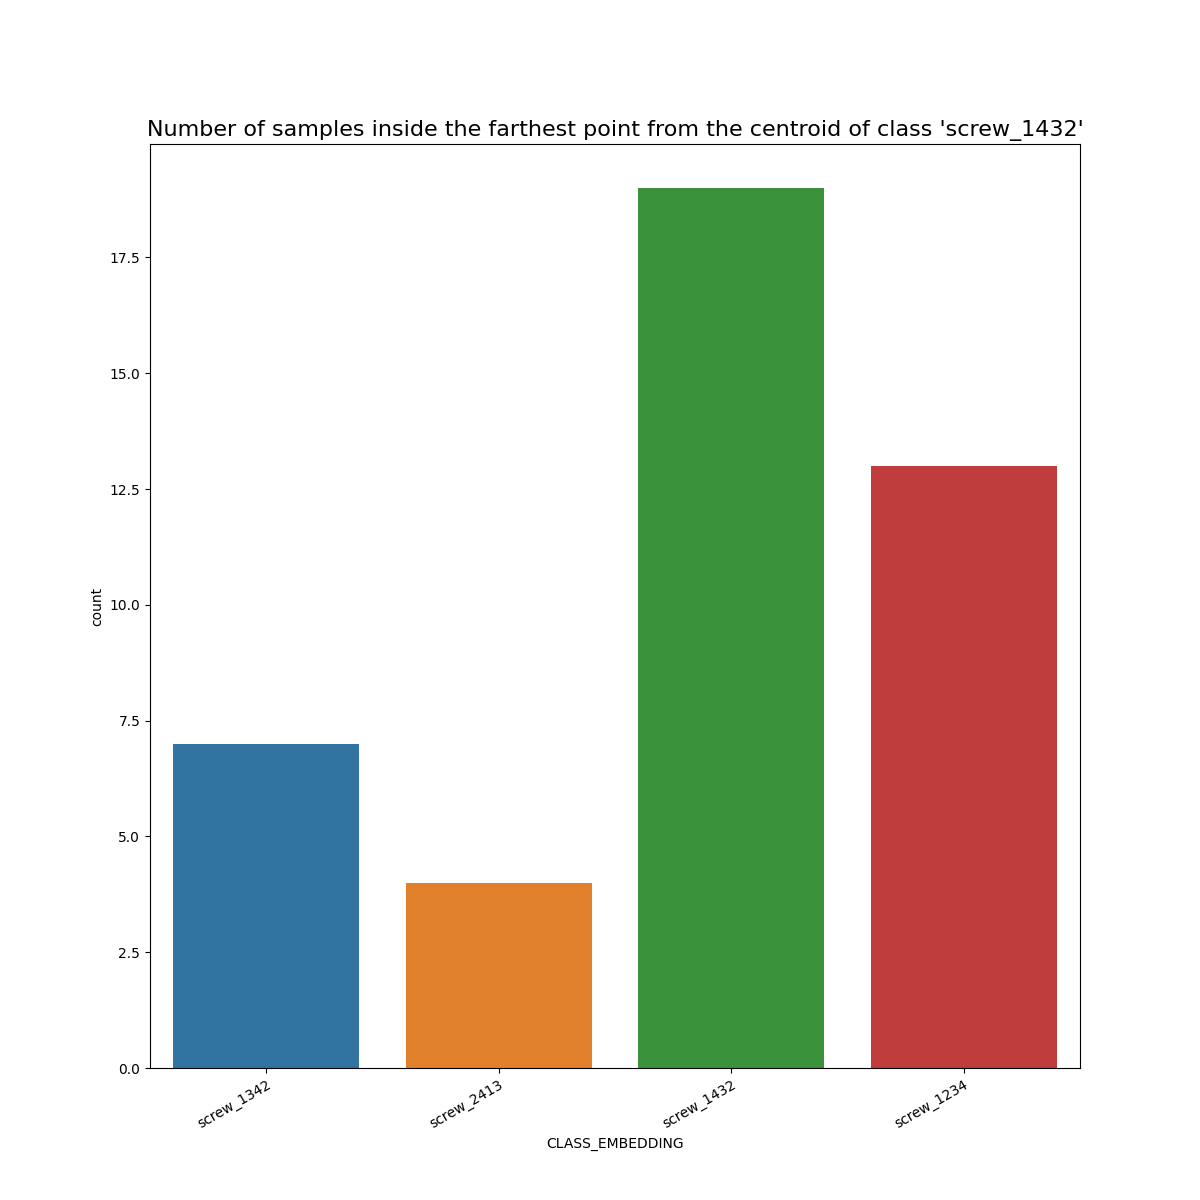 Number of samples inside the farthest point from the centroid of class 'screw_1432'
17.5
15.0
12.5
10.0
7.5
5.0
2.5
0.0
count
screw_1342
screw_2413
screw_1432
screw_1234
CLASS_EMBEDDING